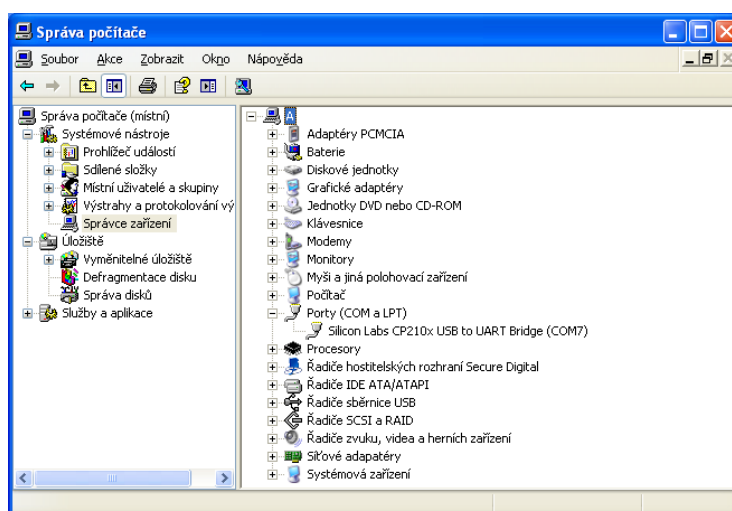 Správa počítače
Soubor Akce Zobrazit Okno Nápověda
Správa počítače (místní)
Systémové nástroje
Prohlížeč událostí
Sdílené složky
Místní uživatelé a skupiny
Výstrahy a protokolování vý
Správce zařízení
Úložiště
Vyměnitelné úložiště
Defragmentace disku
Správa disků
Služby a aplikace
A
Adaptéry PCMCIA
Baterie
Diskové jednotky
Grafické adaptéry
Jednotky DVD nebo CD-ROM
Klávesnice
Modemy
Monitory
Myši a jiná polohovací zařízení
Počítač
Porty (COM a LPT)
Silicon Labs CP210x USB to UART Bridge (COM7)
Procesory
Řadiče hostitelských rozhraní Secure Digital
Řadiče IDE ATA/ATAPI
Řadiče sběrnice USB
Řadiče SCSI a RAID
Řadiče zvuku, videa a herních zařízení
Síťové adapatéry
Systémová zařízení